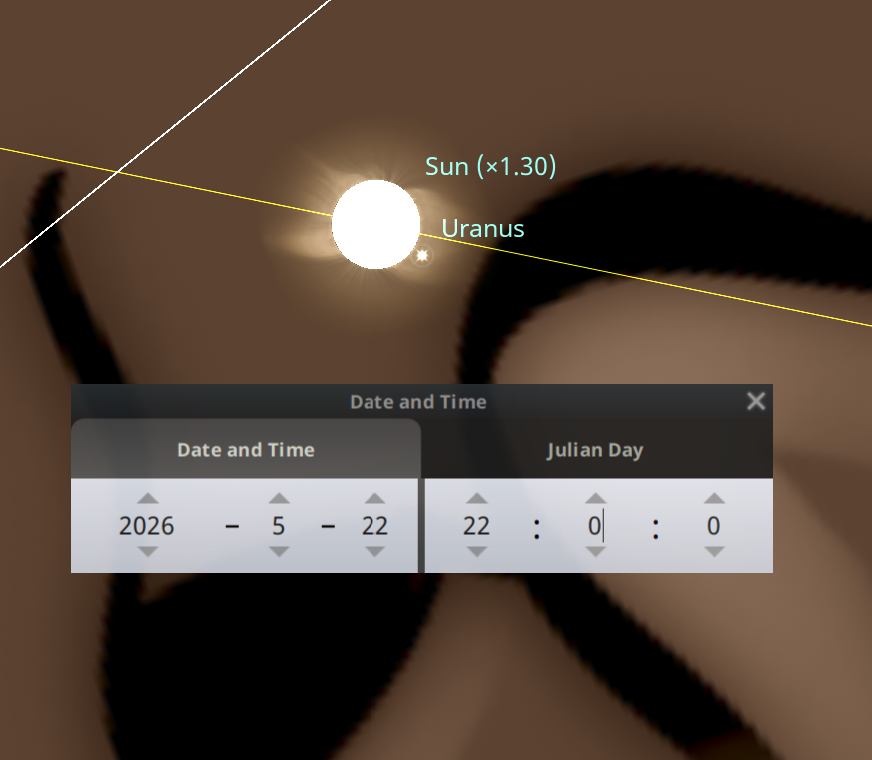 Sun (×1.30)
Uranus
Date and Time
Date and Time
Julian Day
2026 - 5 - 22
22 : 0 : 0